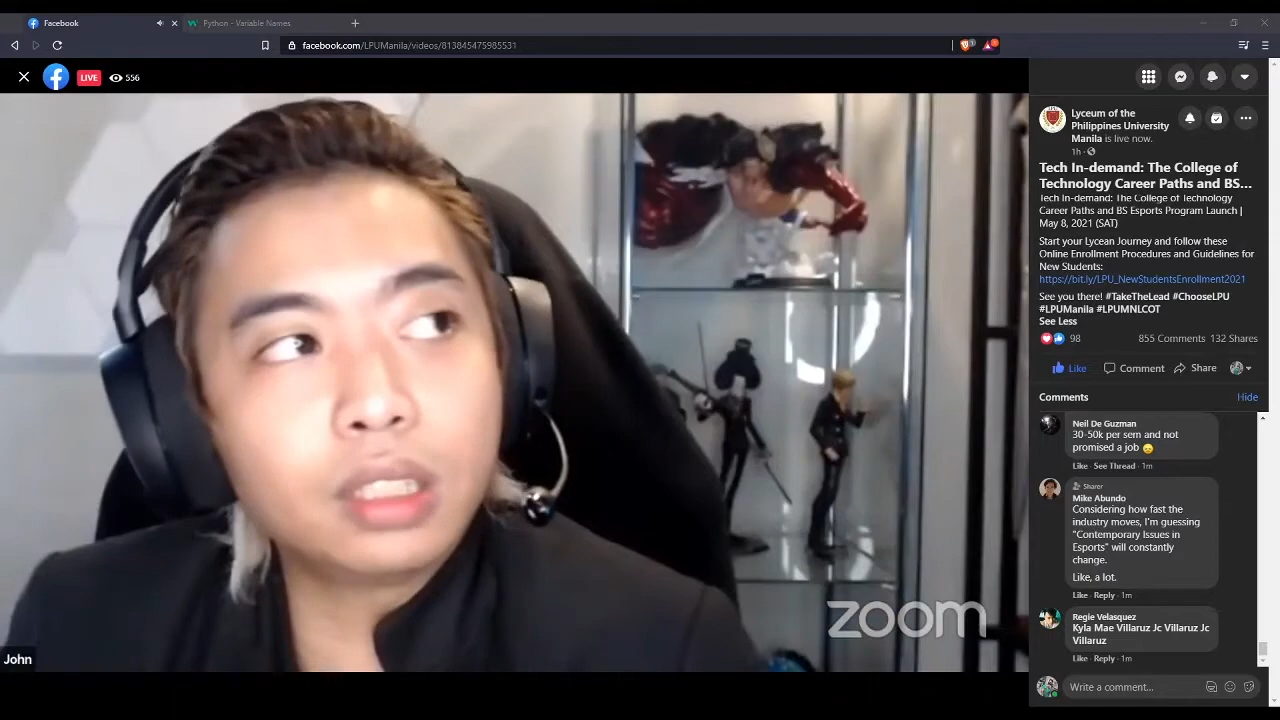 Facebook
Python - Variable Names
facebook.com/LPUManila/videos/813845475985531
LIVE
556
Lyceum of the
Philippines University
Manila is live now.
1h
Tech In-demand: The College of
Technology Career Paths and BS...
Tech In-demand: The College of Technology
Career Paths and BS Esports Program Launch |
May 8, 2021 (SAT)
Start your Lycean Journey and follow these
Online Enrollment Procedures and Guidelines for
New Students:
https://bit.ly/LPU_NewStudentsEnrollment2021
See you there! #TakeTheLead #ChooseLPU
#LPUManila #LPUMNLCOT
See Less
98
855 Comments 132 Shares
Like Comment Share
Comments Hide
Neil De Guzman
30-50k per sem and not
promised a job
Like · See Thread · 1m
Sharer
Mike Abundo
Considering how fast the
industry moves, I'm guessing
"Contemporary Issues in
Esports" will constantly
change.
Like, a lot.
Like · Reply · 1m
Regie Velasquez
Kyla Mae Villaruz Jc Villaruz Jc
Villaruz
Like · Reply · 1m
Write a comment...
zoom
John